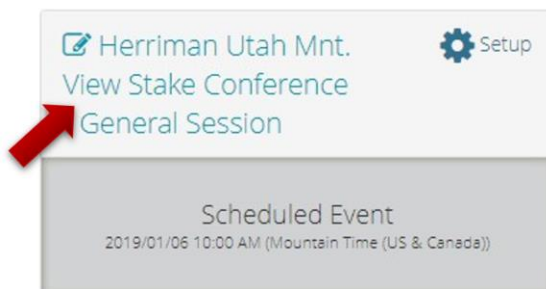 Herriman Utah Mnt.
Setup
View Stake Conference
General Session
Scheduled Event
2019/01/06 10:00 AM (Mountain Time (US & Canada))